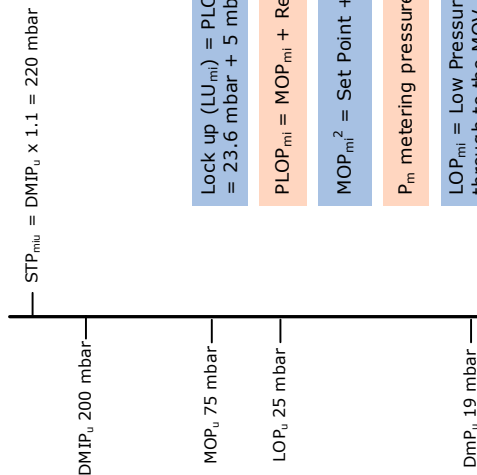 STPmiu = DMIPu x 1.1 = 220 mbar
DMIPu 200 mbar
MOPu 75 mbar
LOPu 25 mbar
DmPu 19 mbar
Lock up (LUmi) = PLO
= 23.6 mbar + 5 mb
PLOPmi = MOPmi + Re
MOPmi² = Set Point +
Pm metering pressure
LOPmi = Low Pressur
through to the MOV